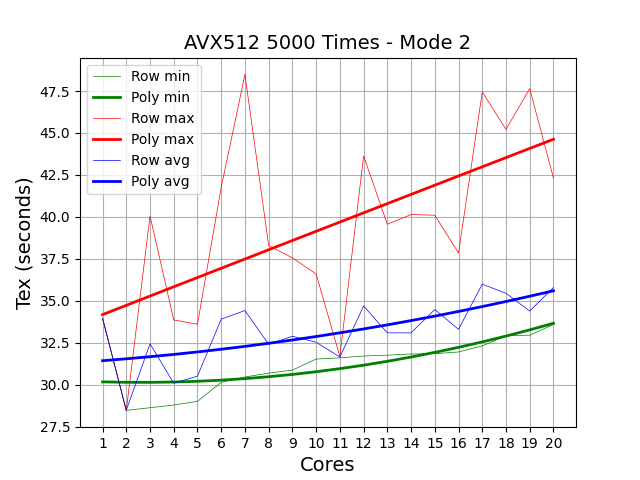 AVX512 5000 Times - Mode 2
Row min
Poly min
Row max
Poly max
Row avg
Poly avg
47.5
45.0
42.5
40.0
37.5
35.0
32.5
30.0
27.5
Tex (seconds)
1 2 3 4 5 6 7 8 9 10 11 12 13 14 15 16 17 18 19 20
Cores